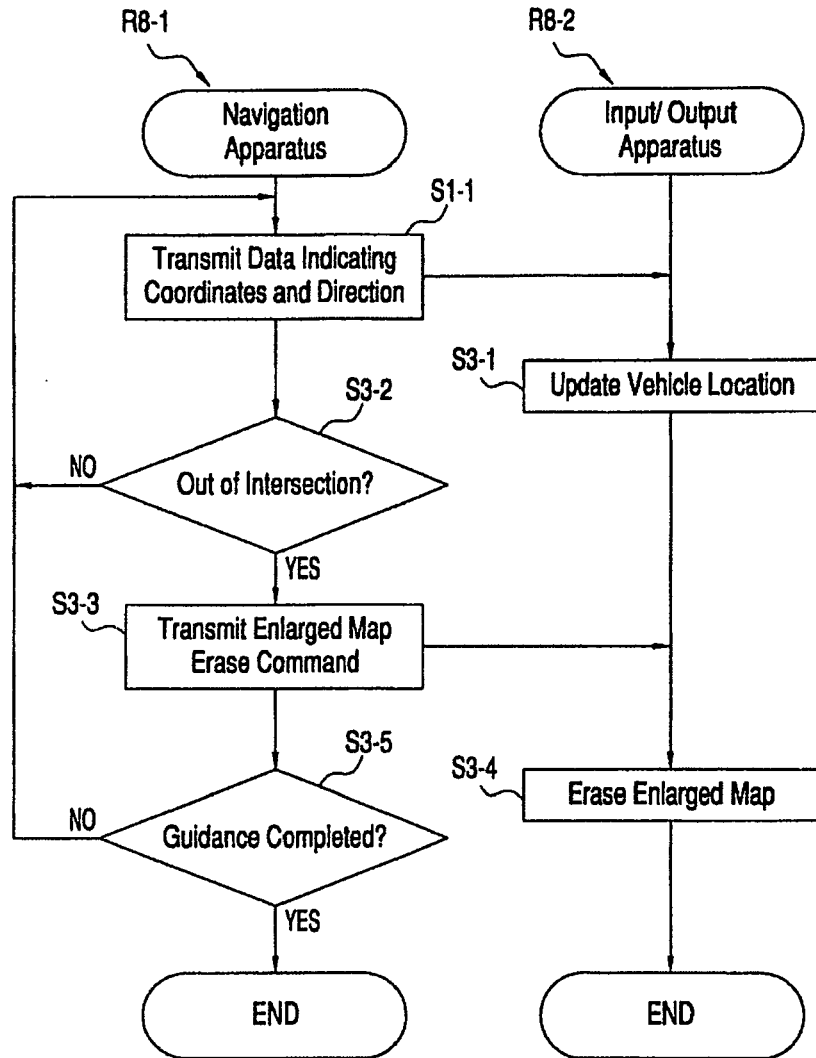 R8-1
R8-2
Navigation
Apparatus
Input/ Output
Apparatus
S1-1
Transmit Data Indicating
Coordinates and Direction
S3-1
Update Vehicle Location
S3-2
NO
Out of Intersection?
YES
S3-3
Transmit Enlarged Map
Erase Command
S3-5
S3-4
Erase Enlarged Map
NO
Guidance Completed?
YES
END
END